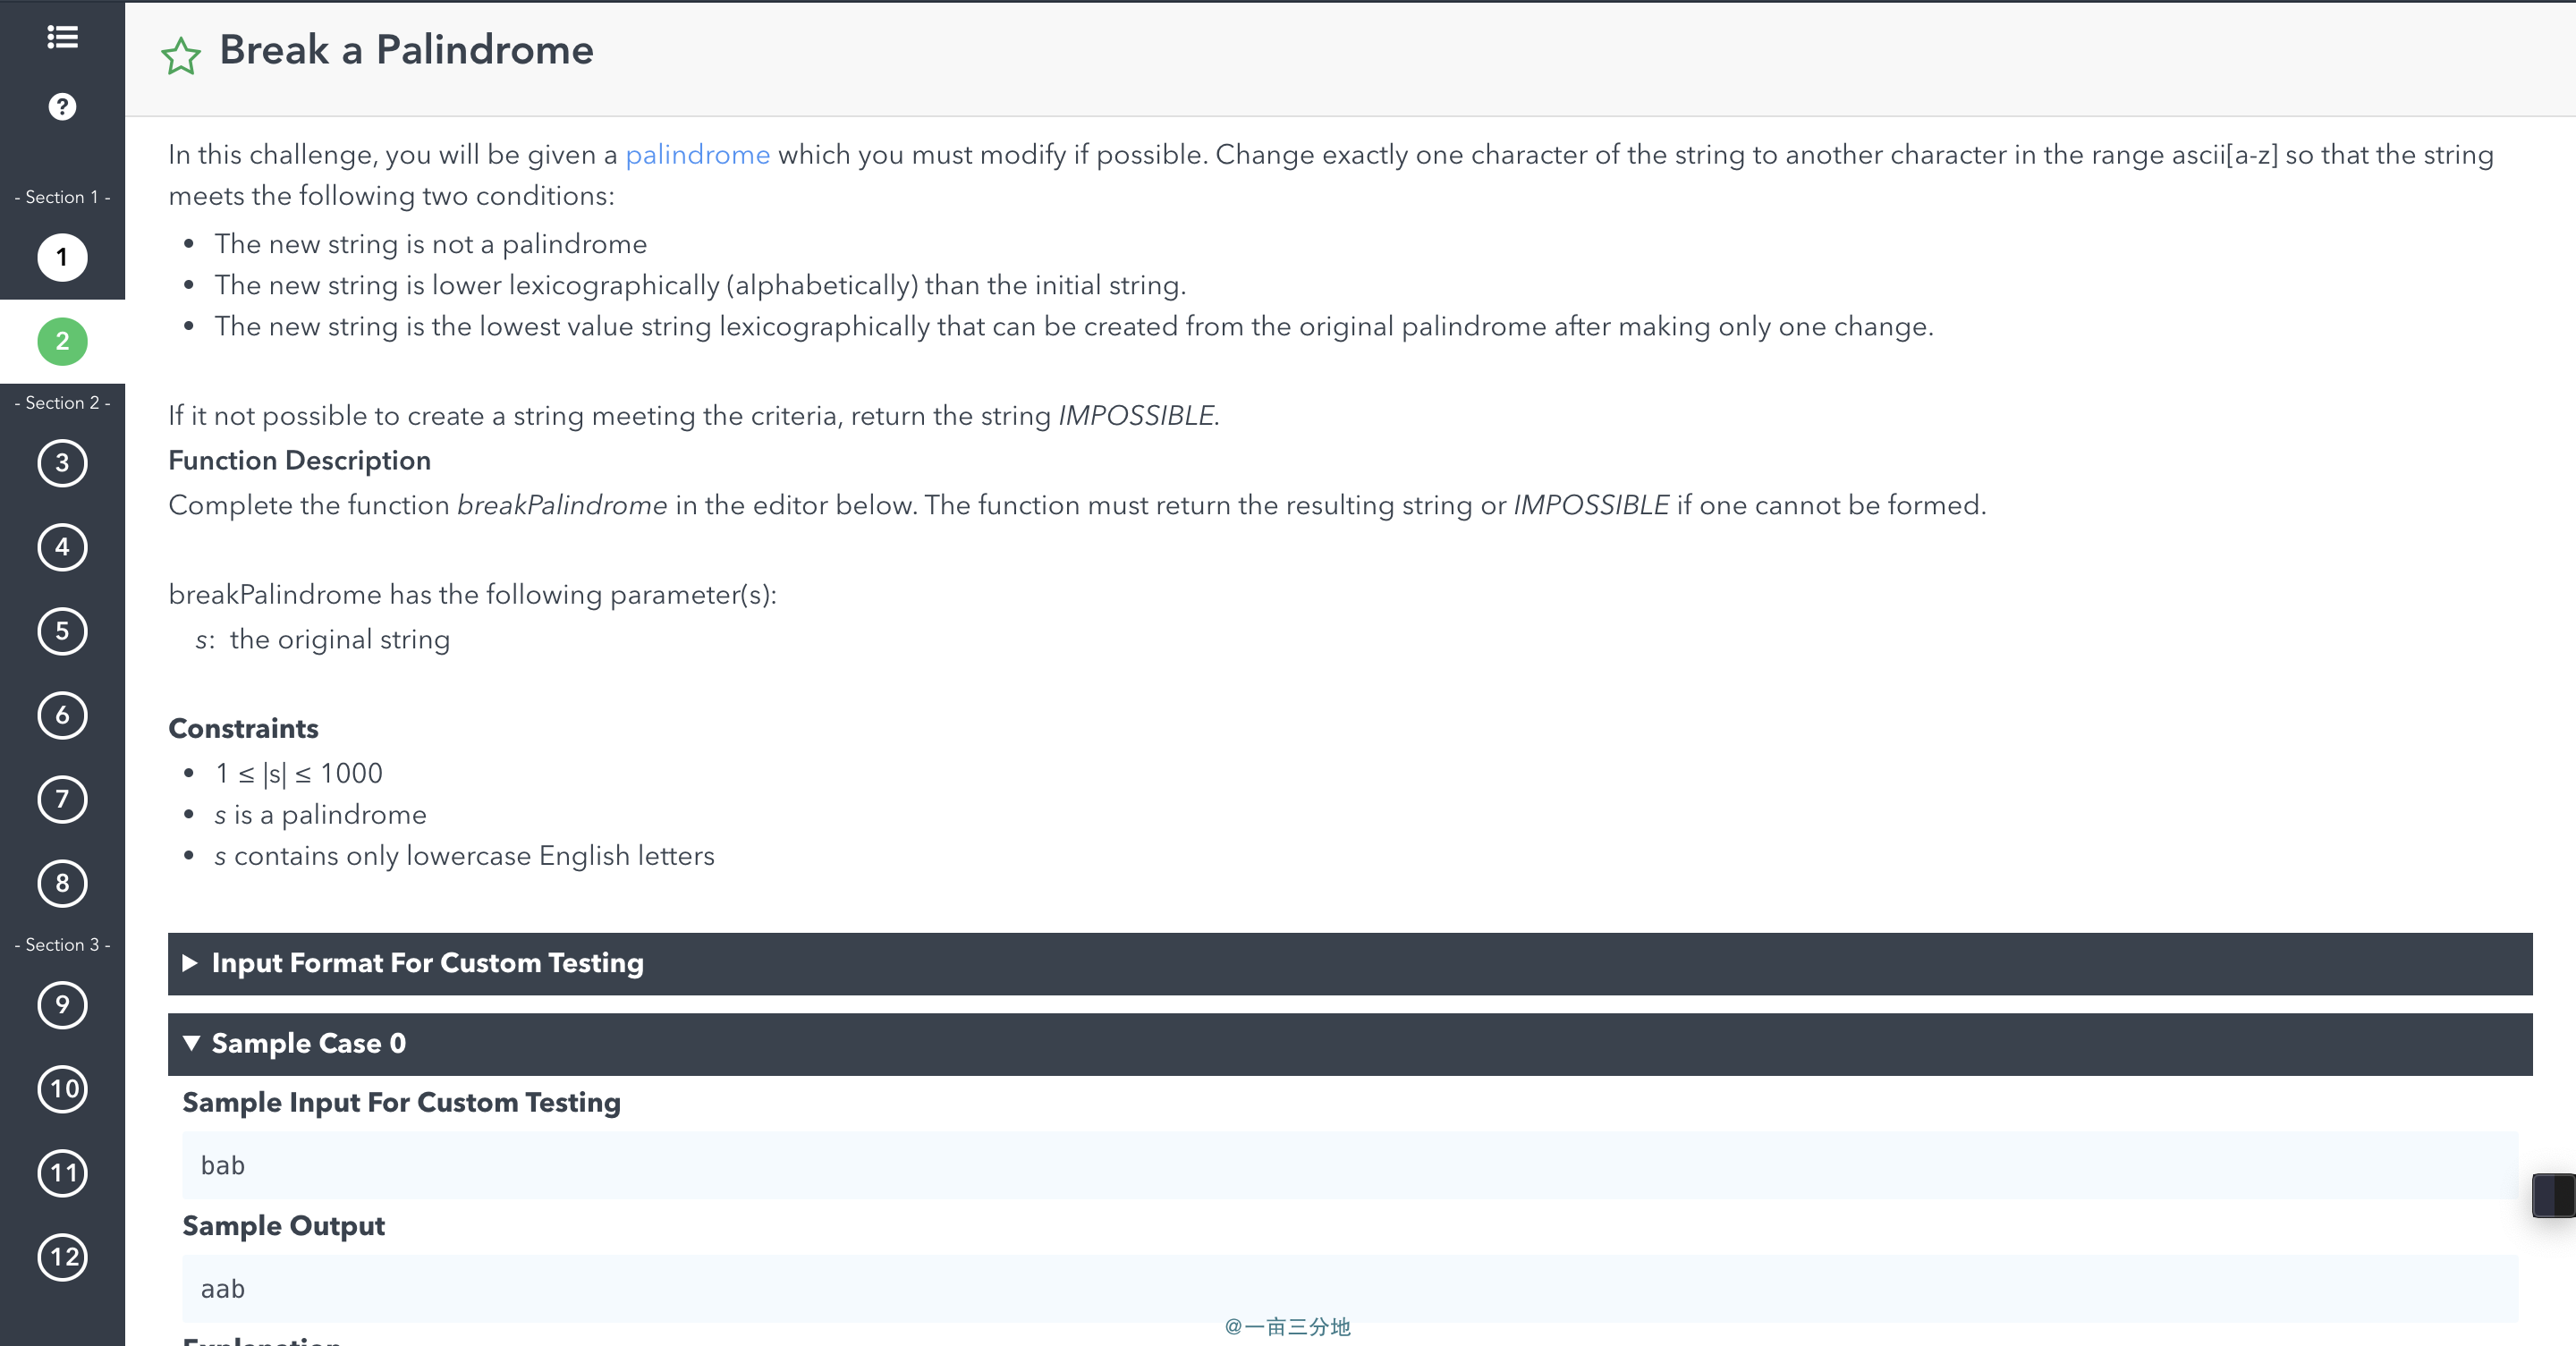 Break a Palindrome
- Section 1 -
1
2
- Section 2 -
3
4
5
6
7
8
- Section 3 -
9
10
11
12
In this challenge, you will be given a palindrome which you must modify if possible. Change exactly one character of the string to another character in the range ascii[a-z] so that the string
meets the following two conditions:
• The new string is not a palindrome
• The new string is lower lexicographically (alphabetically) than the initial string.
• The new string is the lowest value string lexicographically that can be created from the original palindrome after making only one change.
If it not possible to create a string meeting the criteria, return the string IMPOSSIBLE.
Function Description
Complete the function breakPalindrome in the editor below. The function must return the resulting string or IMPOSSIBLE if one cannot be formed.
breakPalindrome has the following parameter(s):
s: the original string
Constraints
• 1 ≤ |s| ≤ 1000
• s is a palindrome
• s contains only lowercase English letters
Input Format For Custom Testing
Sample Case 0
Sample Input For Custom Testing
bab
Sample Output
aab
@一亩三分地
Explanation